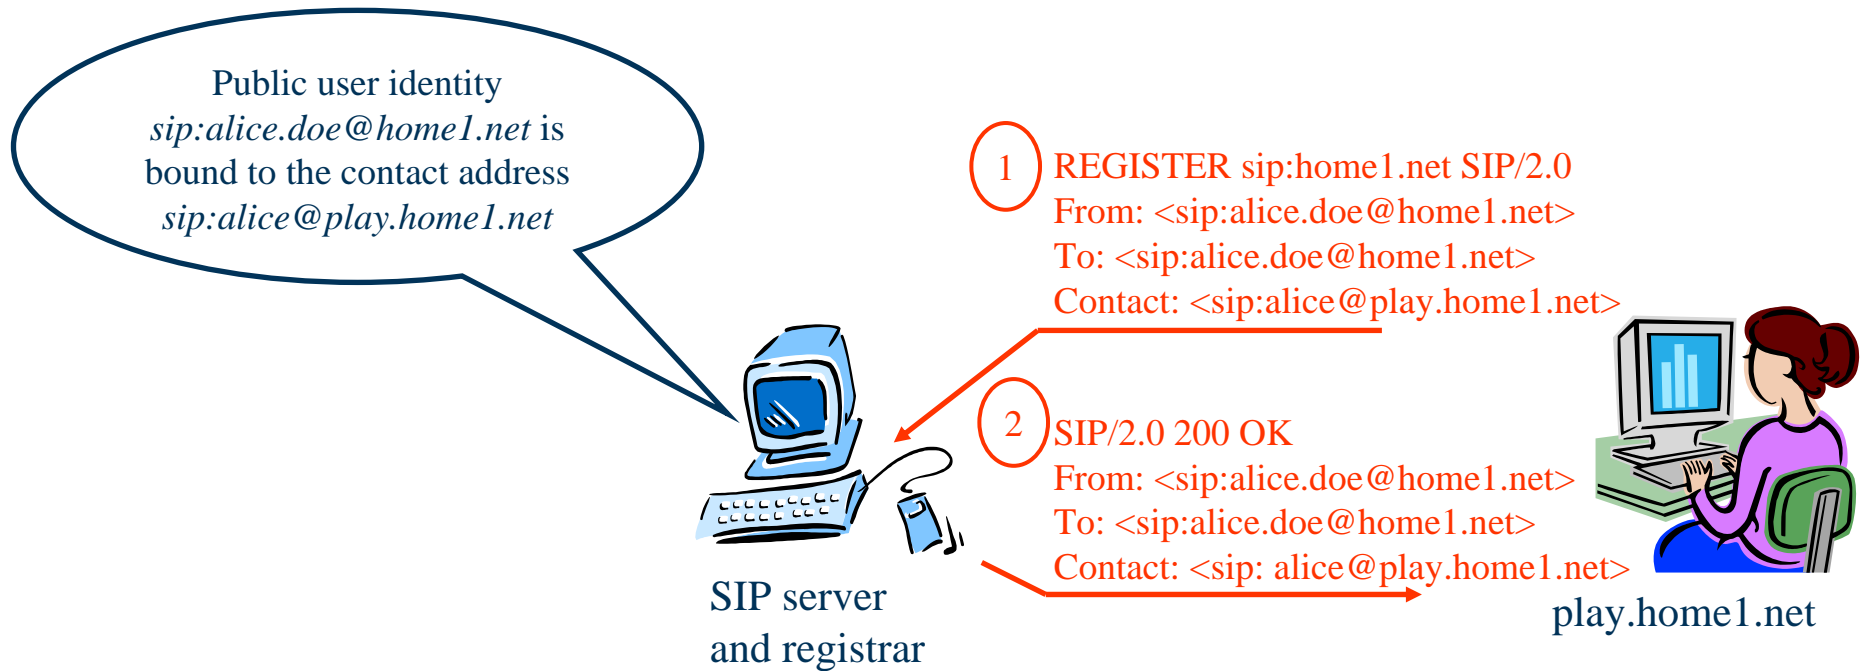 Public user identity
sip:alice.doe@home1.net is
bound to the contact address
sip:alice@play.home1.net
1
REGISTER sip:home1.net SIP/2.0
From: <sip:alice.doe@home1.net>
To: <sip:alice.doe@home1.net>
Contact: <sip:alice@play.home1.net>
2
SIP/2.0 200 OK
From: <sip:alice.doe@home1.net>
To: <sip:alice.doe@home1.net>
Contact: <sip: alice@play.home1.net>
SIP server
and registrar
play.home1.net